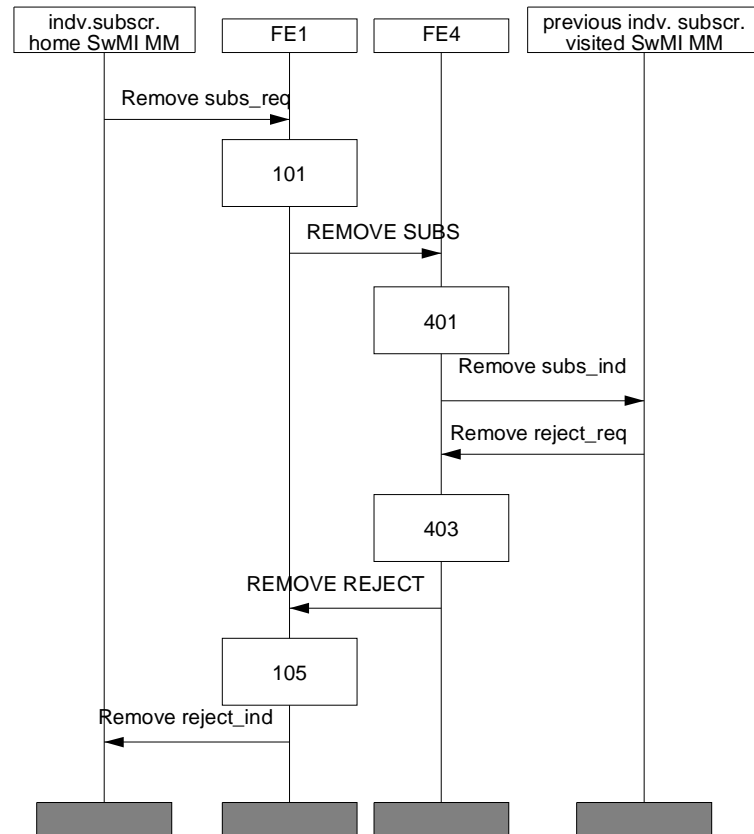 indv.subscr.
home SwMI MM
FE1
FE4
previous indv. subscr.
visited SwMI MM
Remove subs_req
101
REMOVE SUBS
401
Remove subs_ind
Remove reject_req
403
REMOVE REJECT
105
Remove reject_ind